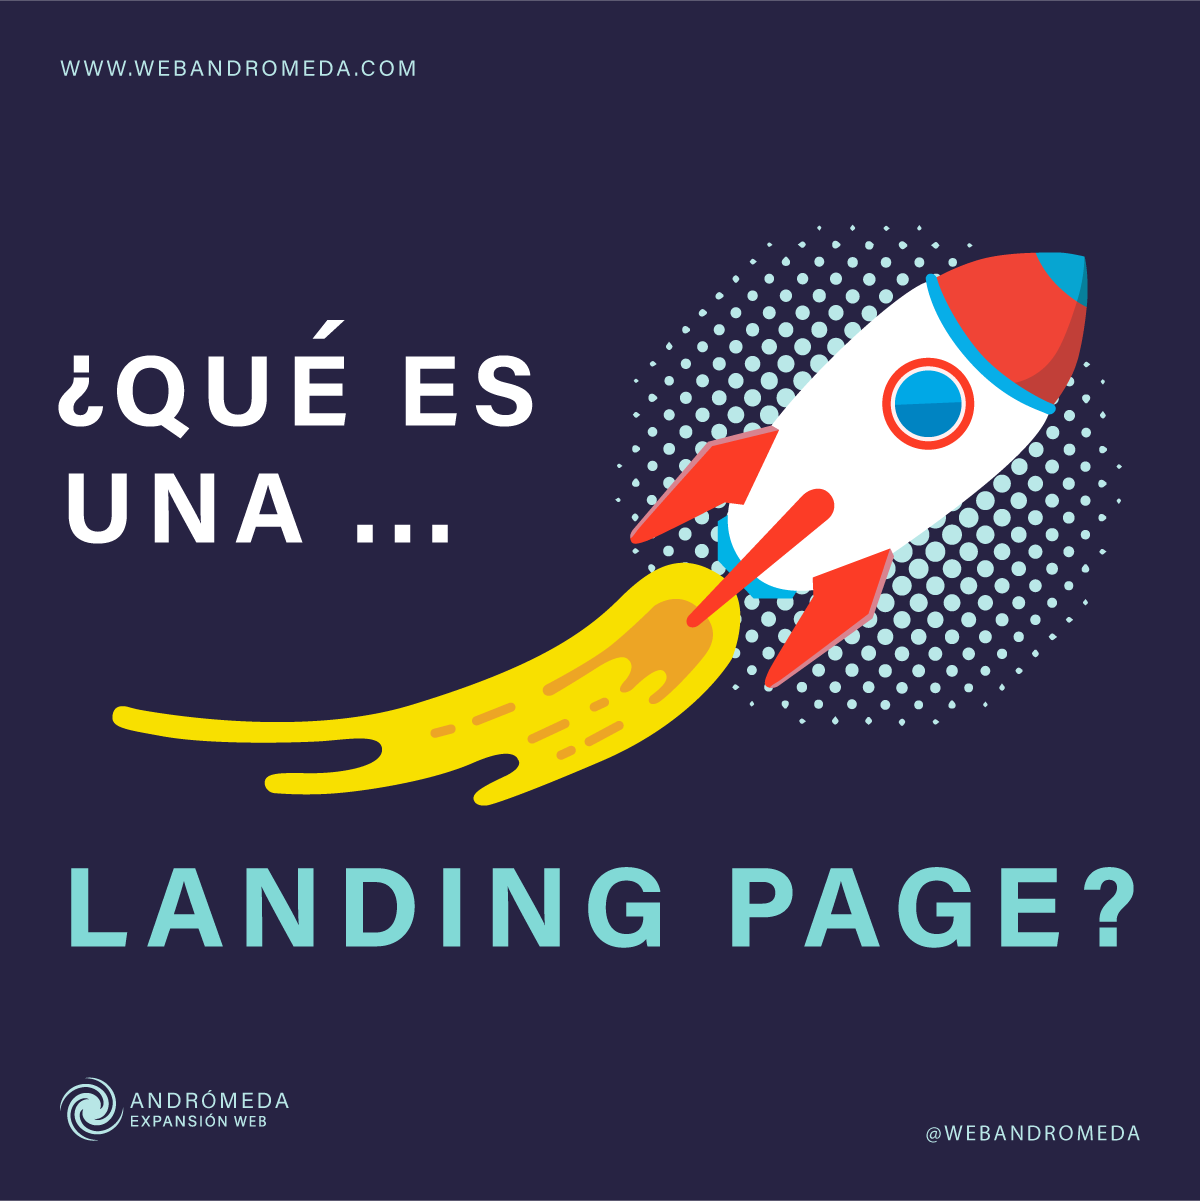 WWW.WEBANDROMEDA.COM
¿QUÉ ES
UNA ...
LANDING PAGE?
ANDRÓMEDA
EXPANSIÓN WEB
@WEBANDROMEDA